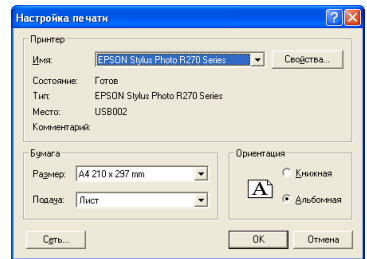 Настройка печати
Принтер
Имя: EPSON Stylus Photo R270 Series Свойства...
Состояние: Готов
Тип: EPSON Stylus Photo R270 Series
Место: USB002
Комментарий:
Бумага
Размер: A4 210 x 297 mm
Подача: Лист
Ориентация
A
Книжная
Альбомная
Сеть... OK Отмена